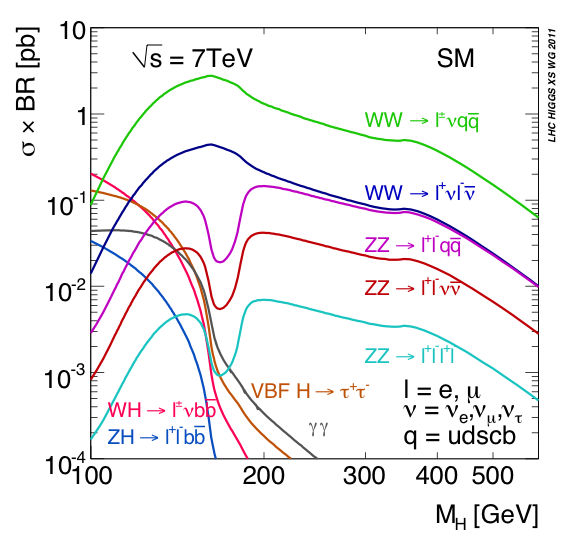 σ × BR [pb]
10
1
10⁻¹
10⁻²
10⁻³
10⁻⁴
√s = 7TeV
SM
LHC HIGGS XS WG 2011
WW → l±νqq̅
WW → l⁺νl⁻ν̅
ZZ → l⁺l⁻qq̅
ZZ → l⁺l⁻νν̅
ZZ → l⁺l⁻l⁺l⁻
VBF H → τ⁺τ⁻
WH → l±νbb̅
ZH → l⁺l⁻bb̅
γγ
l = e, μ
ν = νe,νμ,ντ
q = udscb
100 200 300 400 500
MH [GeV]